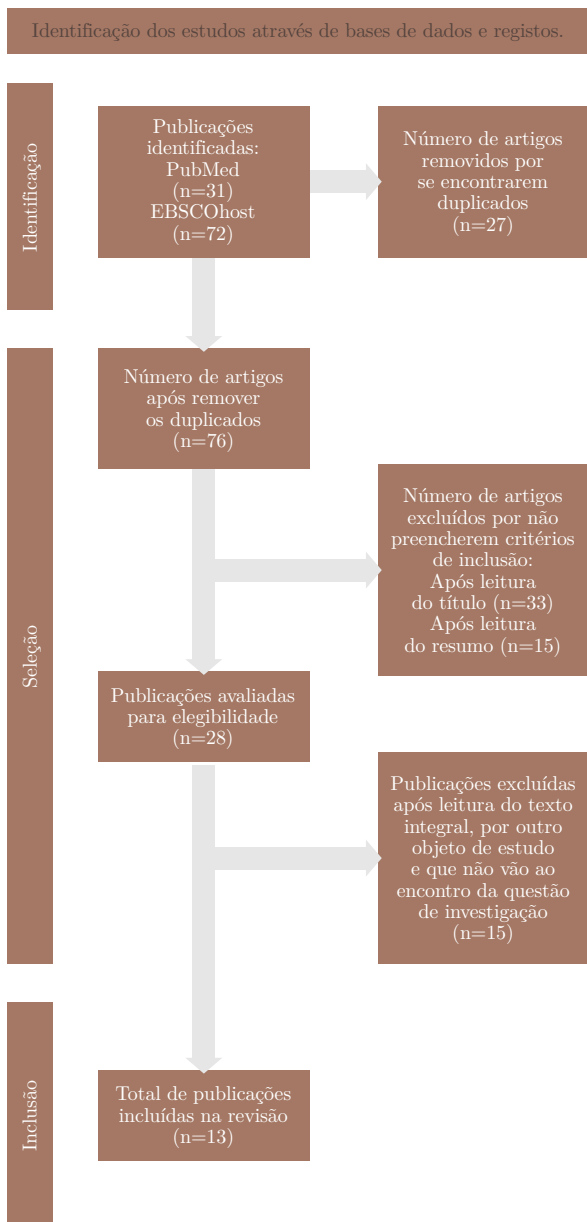 Identificação dos estudos através de bases de dados e registos.
Identificação
Publicações
identificadas:
PubMed
(n=31)
EBSCOhost
(n=72)
Número de artigos
removidos por
se encontrarem
duplicados
(n=27)
Seleção
Número de artigos
após remover
os duplicados
(n=76)
Número de artigos
excluídos por não
preencherem critérios
de inclusão:
Após leitura
do título (n=33)
Após leitura
do resumo (n=15)
Publicações avaliadas
para elegibilidade
(n=28)
Publicações excluídas
após leitura do texto
integral, por outro
objeto de estudo
e que não vão ao
encontro da questão
de investigação
(n=15)
Inclusão
Total de publicações
incluídas na revisão
(n=13)